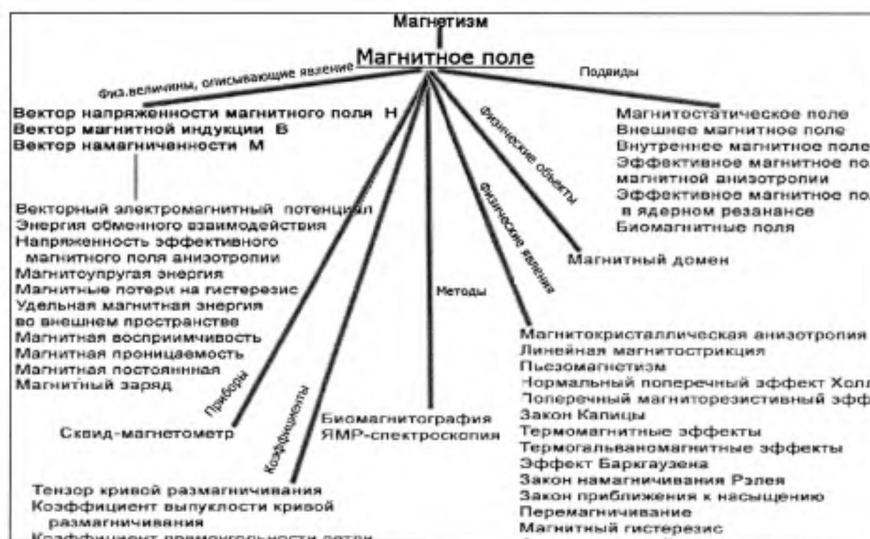 Магнетизм
Магнитное поле
Физ.величины, описывающие явление
Вектор напряженности магнитного поля H
Вектор магнитной индукции B
Вектор намагниченности M
Векторный электромагнитный потенциал
Энергия обменного взаимодействия
Напряженность эффективного
магнитного поля анизотропии
Магнитоупругая энергия
Магнитные потери на гистерезис
Удельная магнитная энергия
во внешнем пространстве
Магнитная восприимчивость
Магнитная проницаемость
Магнитная постояннная
Магнитный заряд
Приборы
Сквид-магнетометр
Коэффициенты
Тензор кривой размагничивания
Коэффициент выпуклости кривой
размагничивания
Коэффициент
Методы
Биомагнитография
ЯМР-спектроскопия
Физические явления
Магнитокристаллическая анизотропия
Линейная магнитострикция
Пьезомагнетизм
Нормальный поперечный эффект Холл
Поперечный магниторезистивный эфф
Закон Капицы
Термомагнитные эффекты
Термогальваномагнитные эффекты
Эффект Баркгаузена
Закон намагничивания Рэлея
Закон приближения к насыщению
Перемагничивание
Магнитный гистерезис
Физические объекты
Магнитный домен
Подвиды
Магнитостатическое поле
Внешнее магнитное поле
Внутреннее магнитное поле
Эффективное магнитное пол
магнитной анизотропии
Эффективное магнитное пол
в ядерном резанансе
Биомагнитные поля